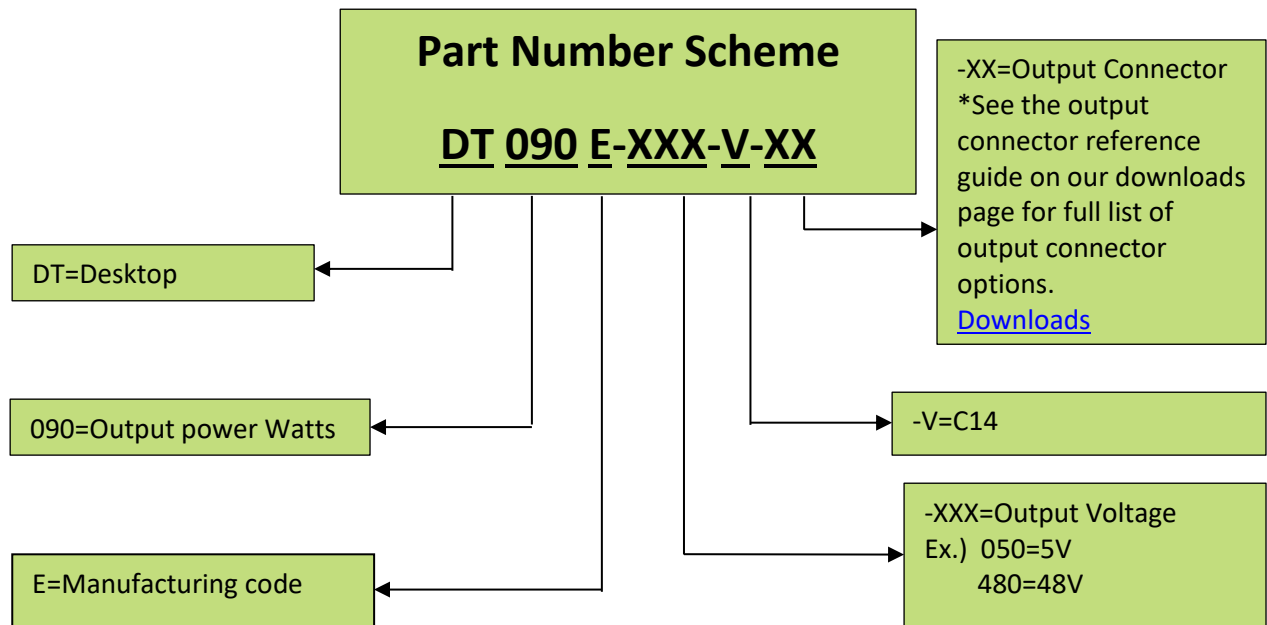 Part Number Scheme
DT 090 E-XXX-V-XX
-XX=Output Connector
*See the output
connector reference
guide on our downloads
page for full list of
output connector
options.
Downloads
DT=Desktop
090=Output power Watts
-V=C14
E=Manufacturing code
-XXX=Output Voltage
Ex.) 050=5V
480=48V